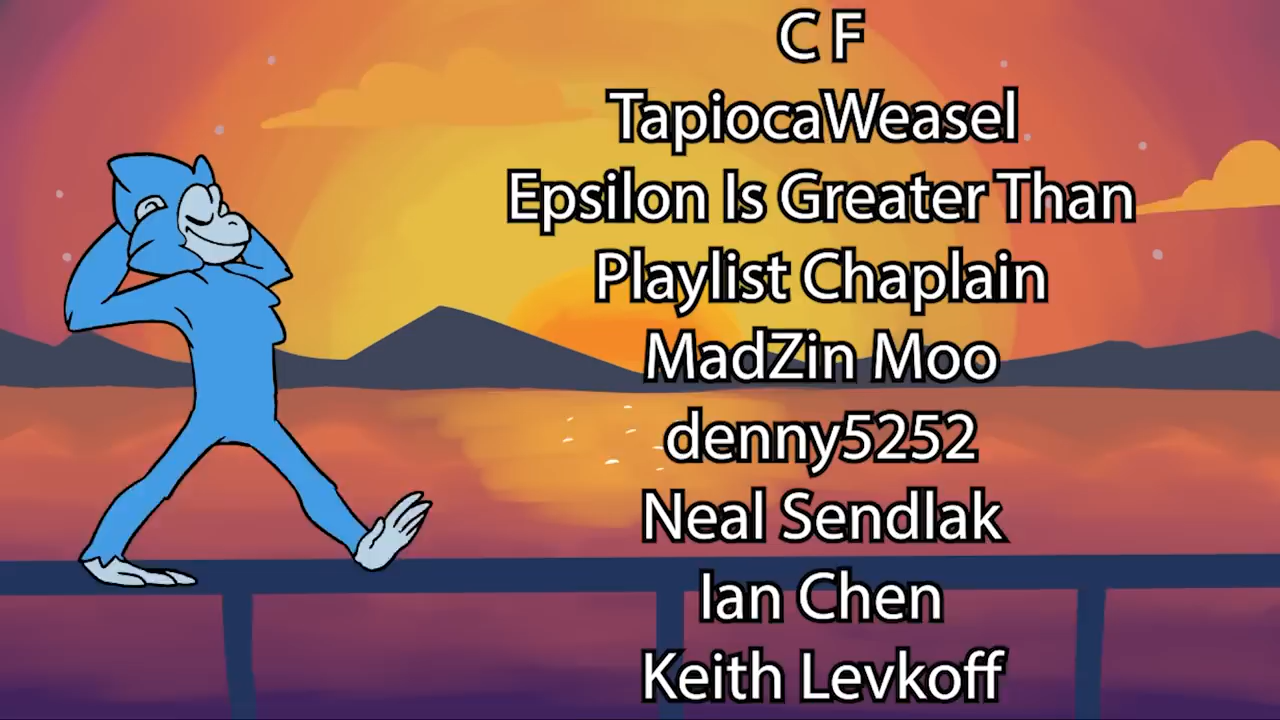 C F
TapiocaWeasel
Epsilon Is Greater Than
Playlist Chaplain
MadZin Moo
denny5252
Neal Sendlak
Ian Chen
Keith Levkoff